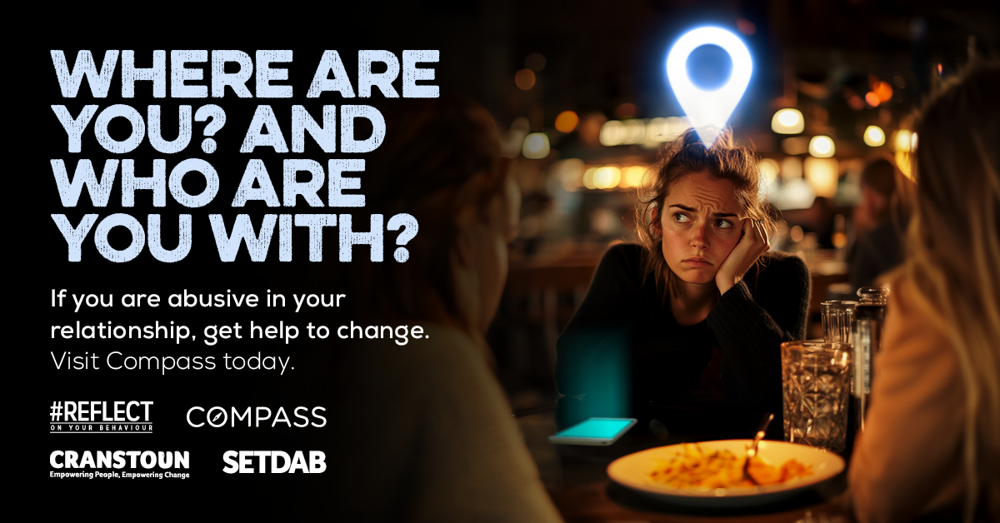 WHERE ARE
YOU? AND
WHO ARE
YOU WITH?
If you are abusive in your
relationship, get help to change.
Visit Compass today.
#REFLECT
ON YOUR BEHAVIOUR
COMPASS
CRANSTOUN
Empowering People, Empowering Change
SETDAB